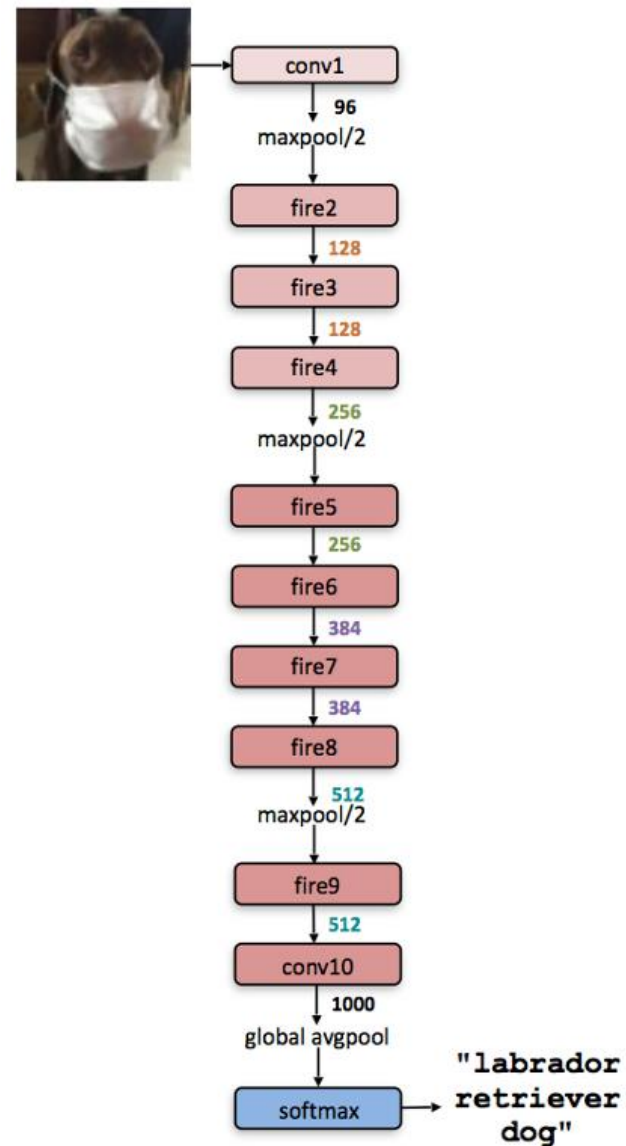 conv1
96
maxpool/2
fire2
128
fire3
128
fire4
256
maxpool/2
fire5
256
fire6
384
fire7
384
fire8
512
maxpool/2
fire9
512
conv10
1000
global avgpool
softmax
"labrador
retriever
dog"